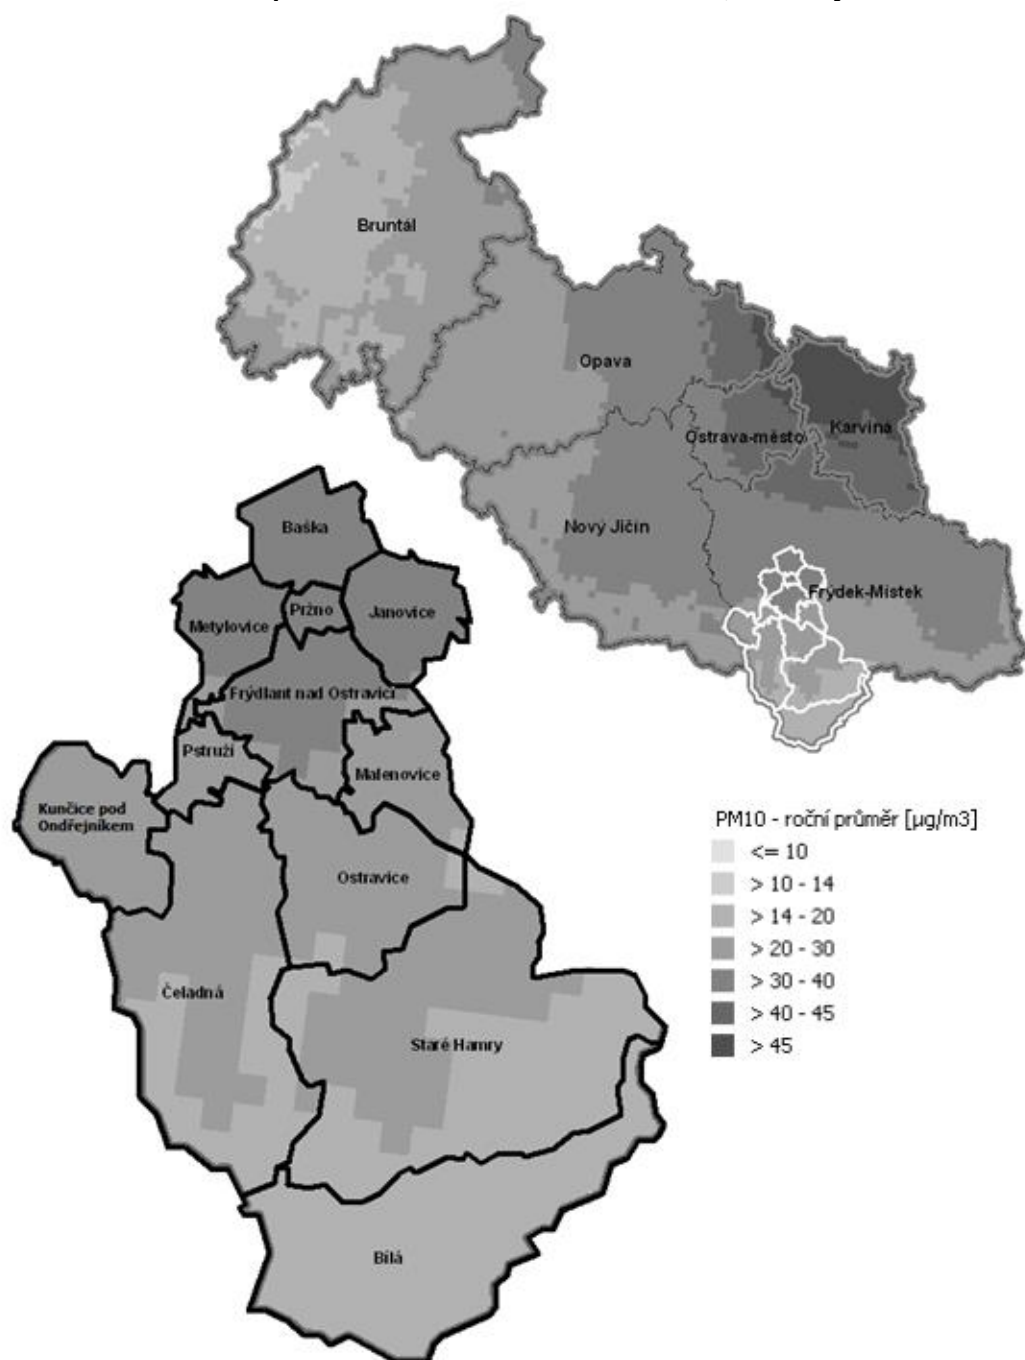 Bruntál
Opava
Ostrava-město
Karviná
Nový Jičín
Frýdek-Místek
Baška
Pržno
Janovice
Metylovice
Frýdlant nad Ostravicí
Pstruží
Malenovice
Kunčice pod
Ondřejníkem
Ostravice
Čeladná
Staré Hamry
Bílá
PM10 - roční průměr [µg/m3]
<= 10
> 10 - 14
> 14 - 20
> 20 - 30
> 30 - 40
> 40 - 45
> 45